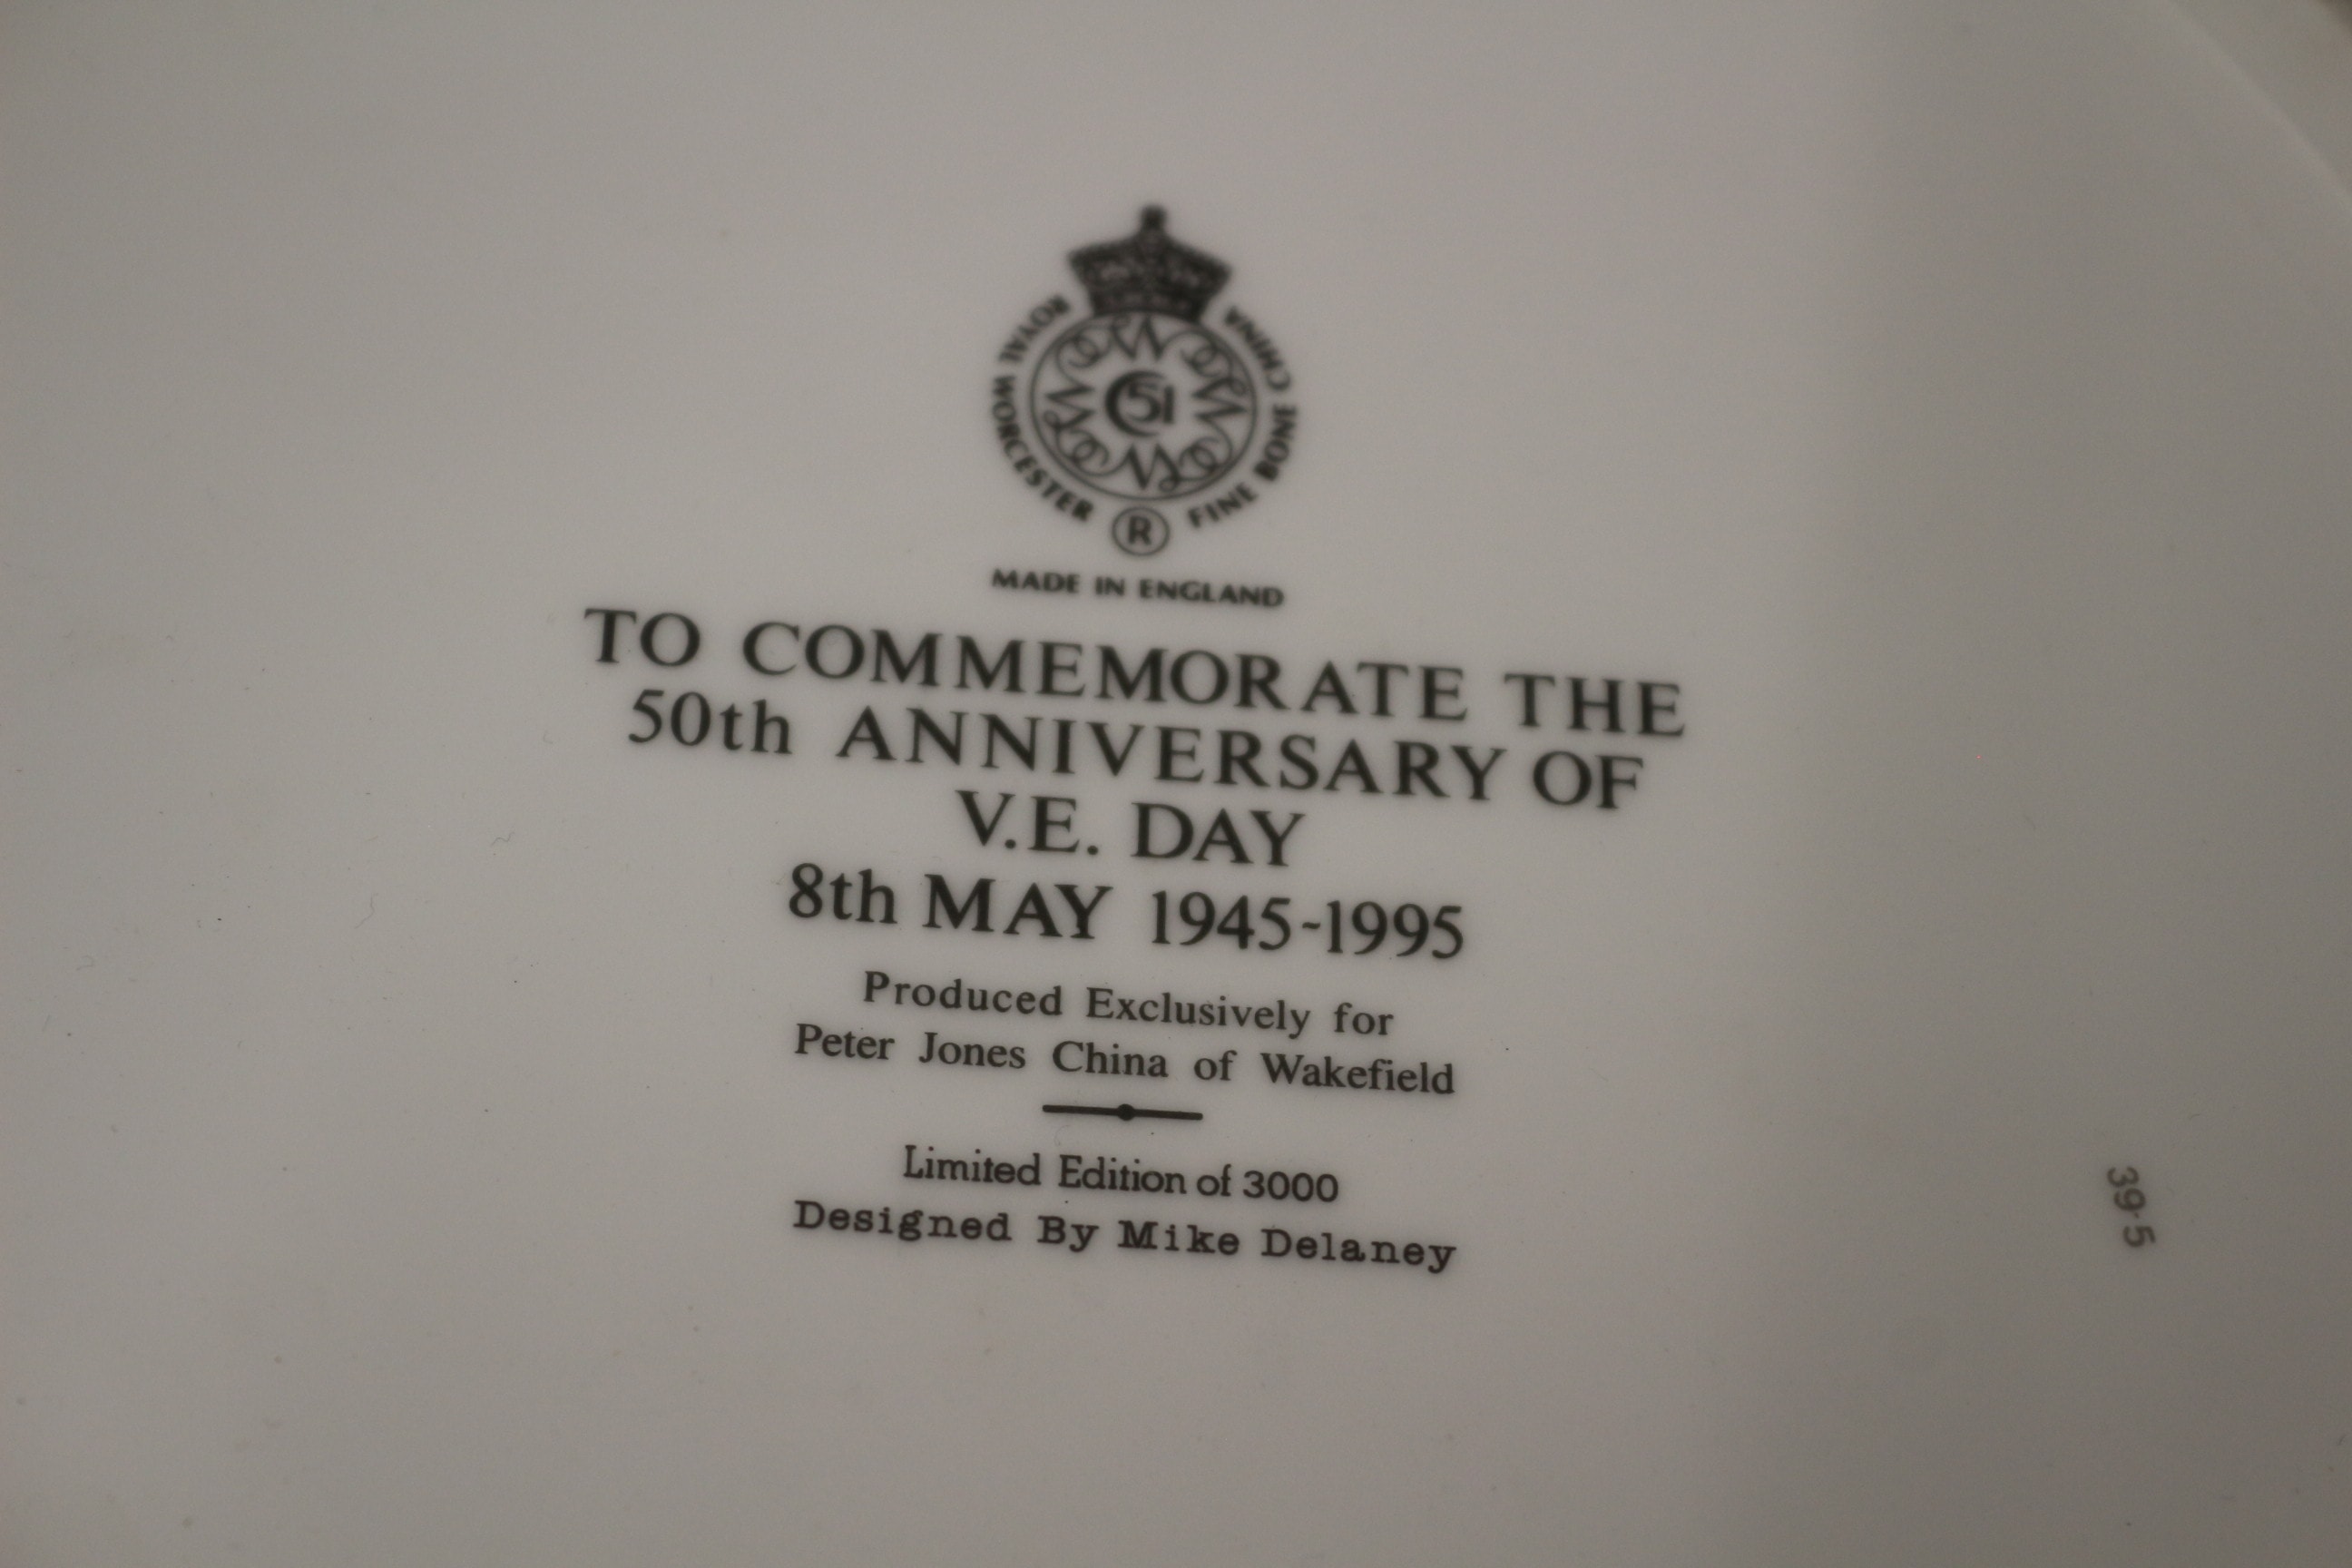 ROYAL WORCESTER FINE BONE CHINA
51
R
MADE IN ENGLAND
TO COMMEMORATE THE
50th ANNIVERSARY OF
V.E. DAY
8th MAY 1945-1995
Produced Exclusively for
Peter Jones China of Wakefield
Limited Edition of 3000
Designed By Mike Delaney
39·5